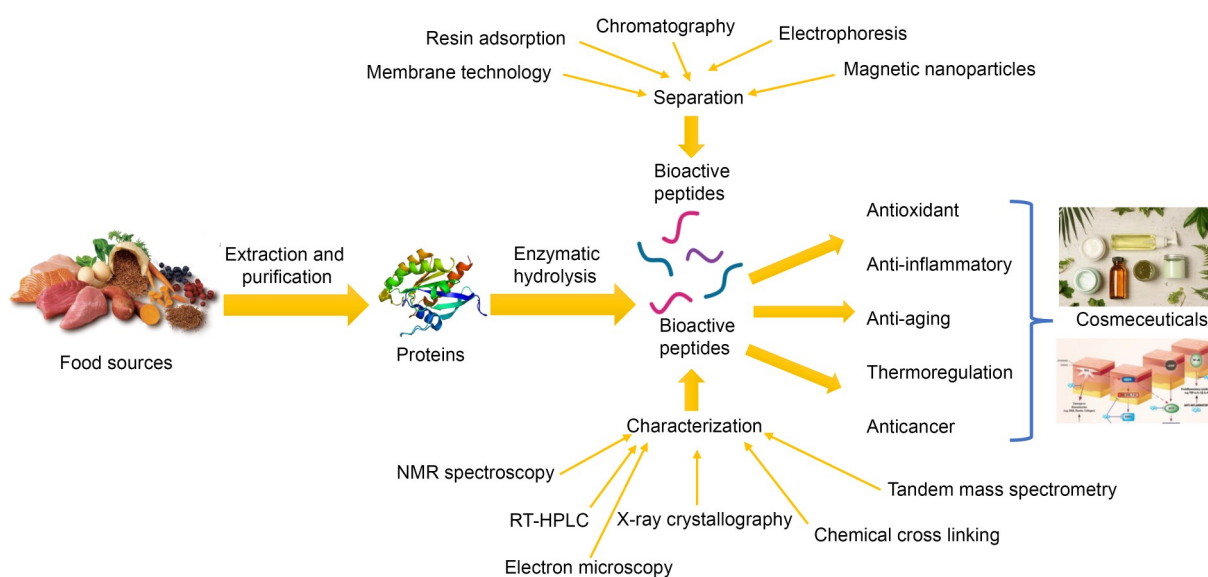 Chromatography
Electrophoresis
Resin adsorption
Membrane technology
Magnetic nanoparticles
Separation
Bioactive
peptides
Antioxidant
Extraction and
purification
Enzymatic
hydrolysis
Anti-inflammatory
Anti-aging
Cosmeceuticals
Food sources
Proteins
Bioactive
peptides
Thermoregulation
Characterization
Anticancer
NMR spectroscopy
Tandem mass spectrometry
RT-HPLC
X-ray crystallography
Chemical cross linking
Electron microscopy